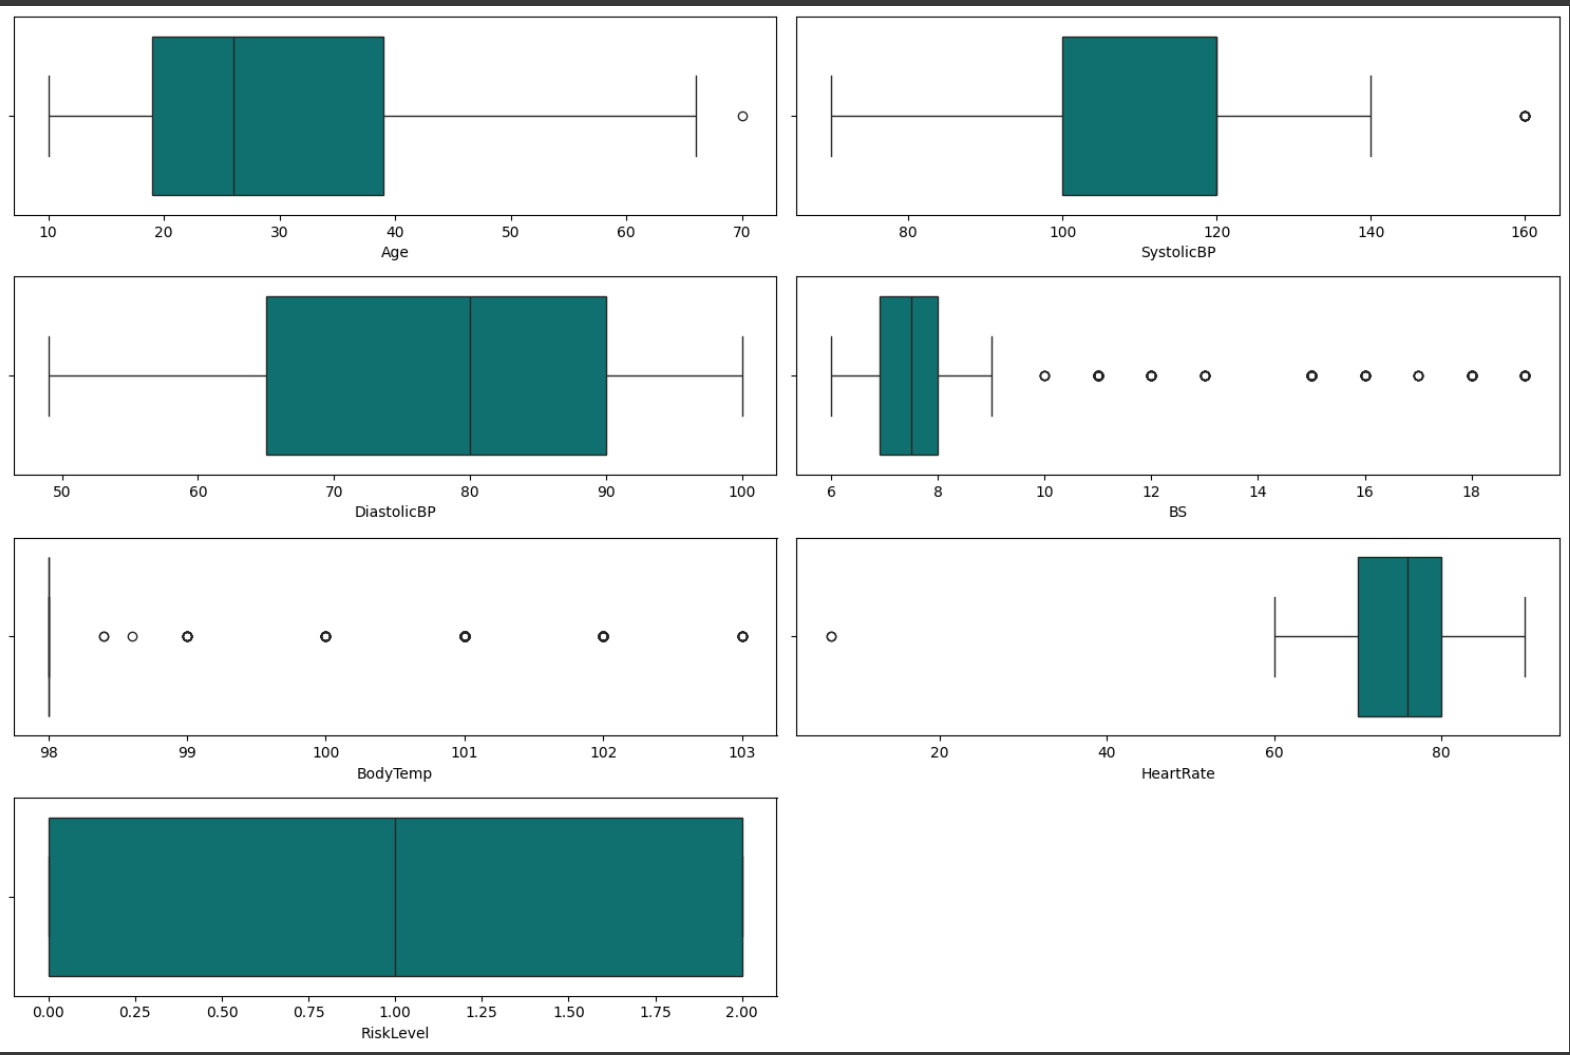 10 20 30 40 50 60 70
Age
80 100 120 140 160
SystolicBP
50 60 70 80 90 100
DiastolicBP
6 8 10 12 14 16 18
BS
98 99 100 101 102 103
BodyTemp
20 40 60 80
HeartRate
0.00 0.25 0.50 0.75 1.00 1.25 1.50 1.75 2.00
RiskLevel